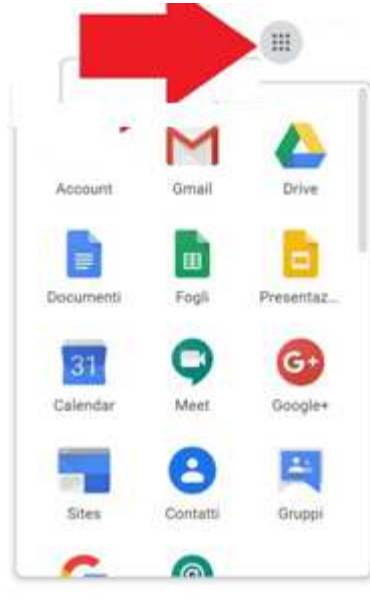 Account Gmail Drive
Documenti Fogli Presentaz...
31
G+
Calendar Meet Google+
Sites Contatti Gruppi